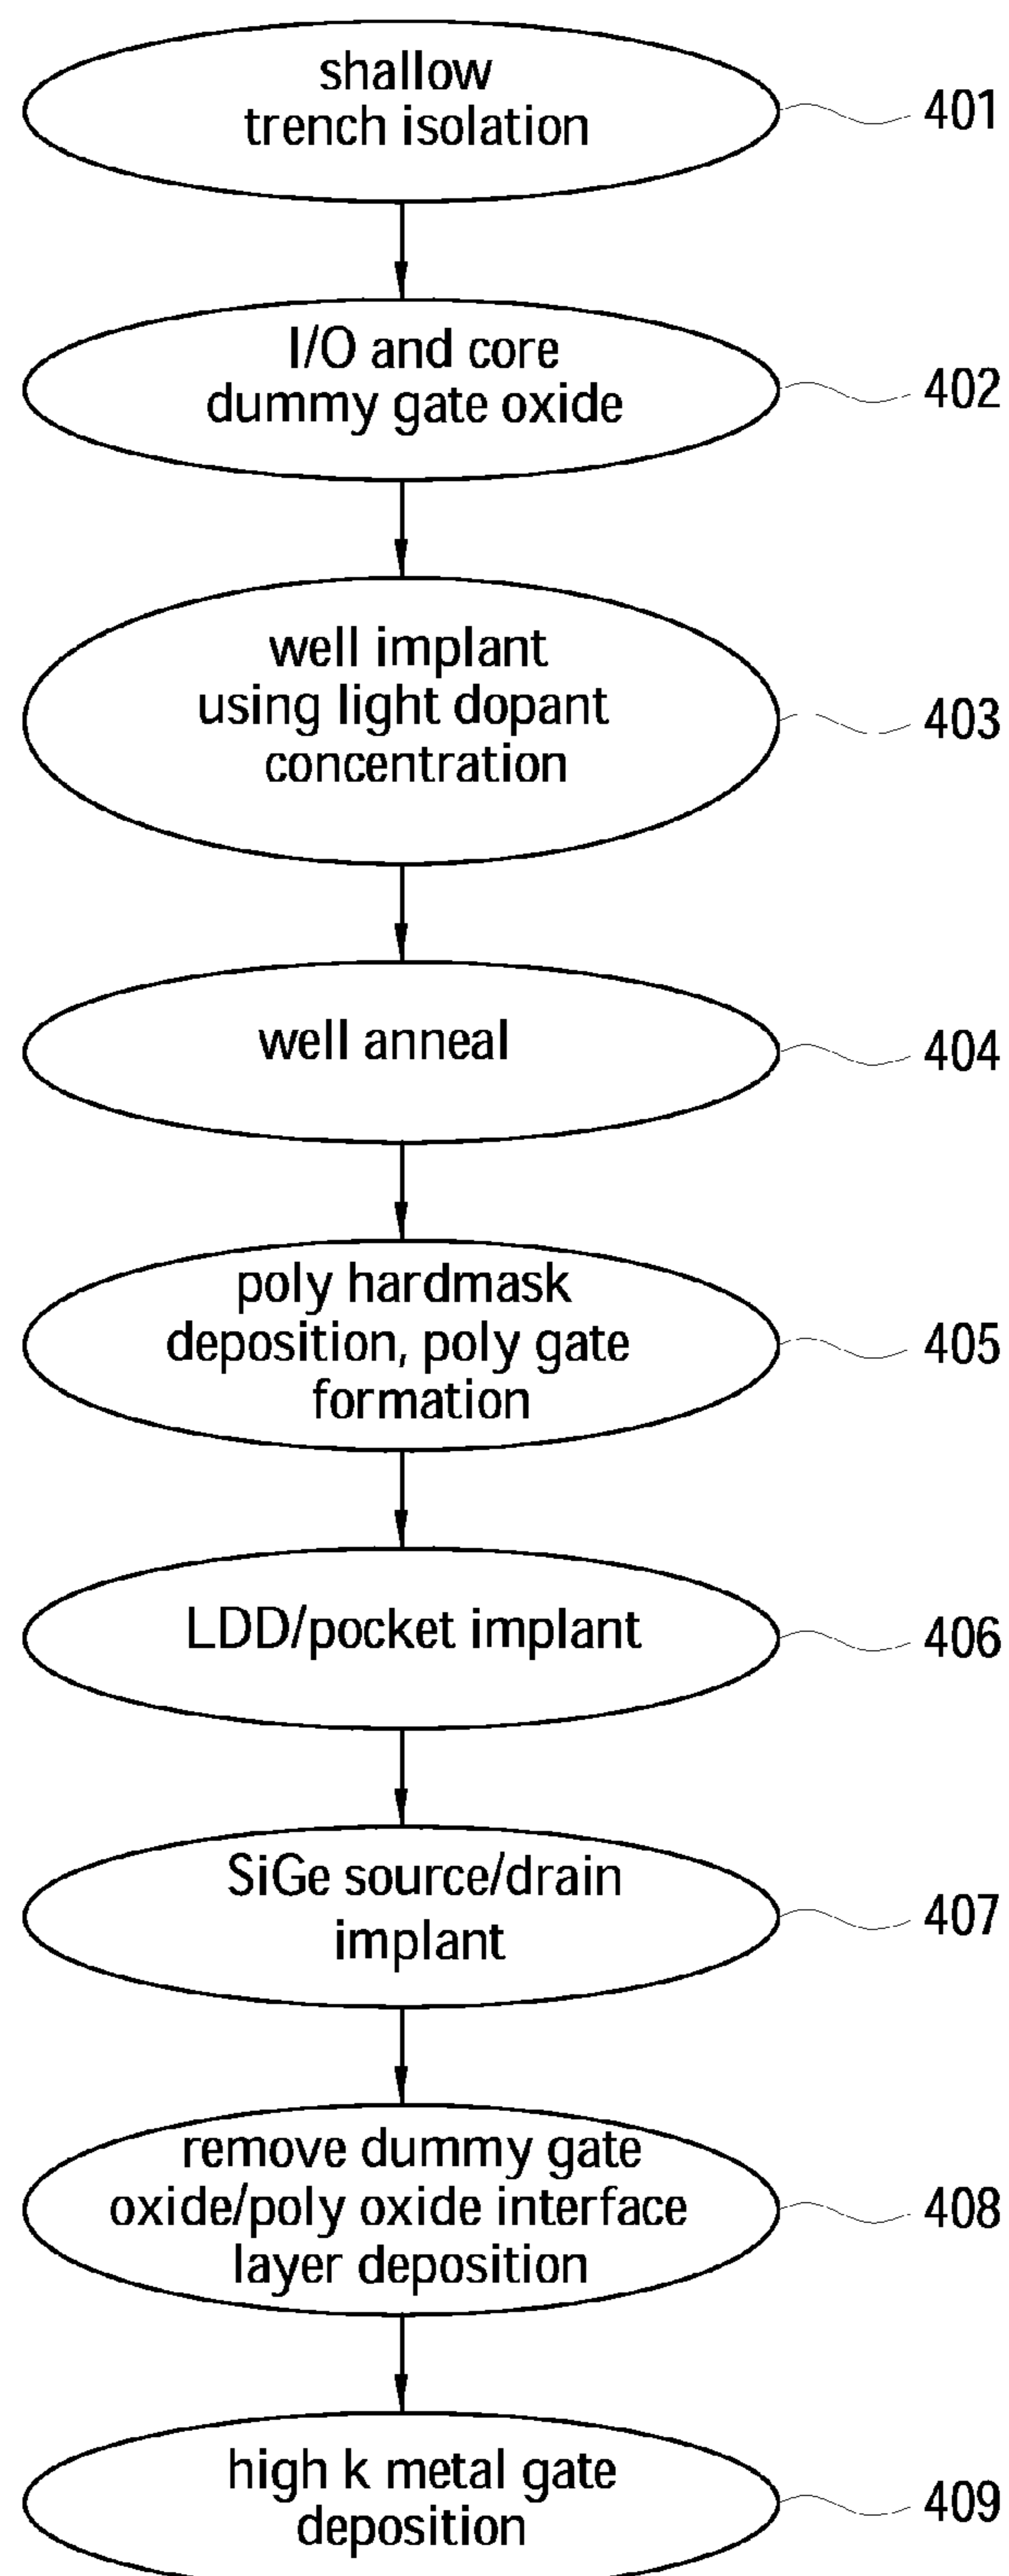 shallow
trench isolation
401
I/O and core
dummy gate oxide
402
well implant
using light dopant
concentration
403
well anneal
404
poly hardmask
deposition, poly gate
formation
405
LDD/pocket implant
406
SiGe source/drain
implant
407
remove dummy gate
oxide/poly oxide interface
layer deposition
408
high k metal gate
deposition
409